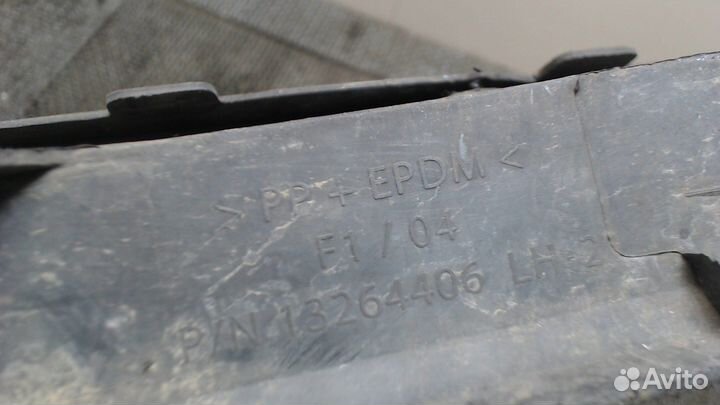 > PP + EPDM <
E1 / 04
P/N 13264406 LH-2
Avito